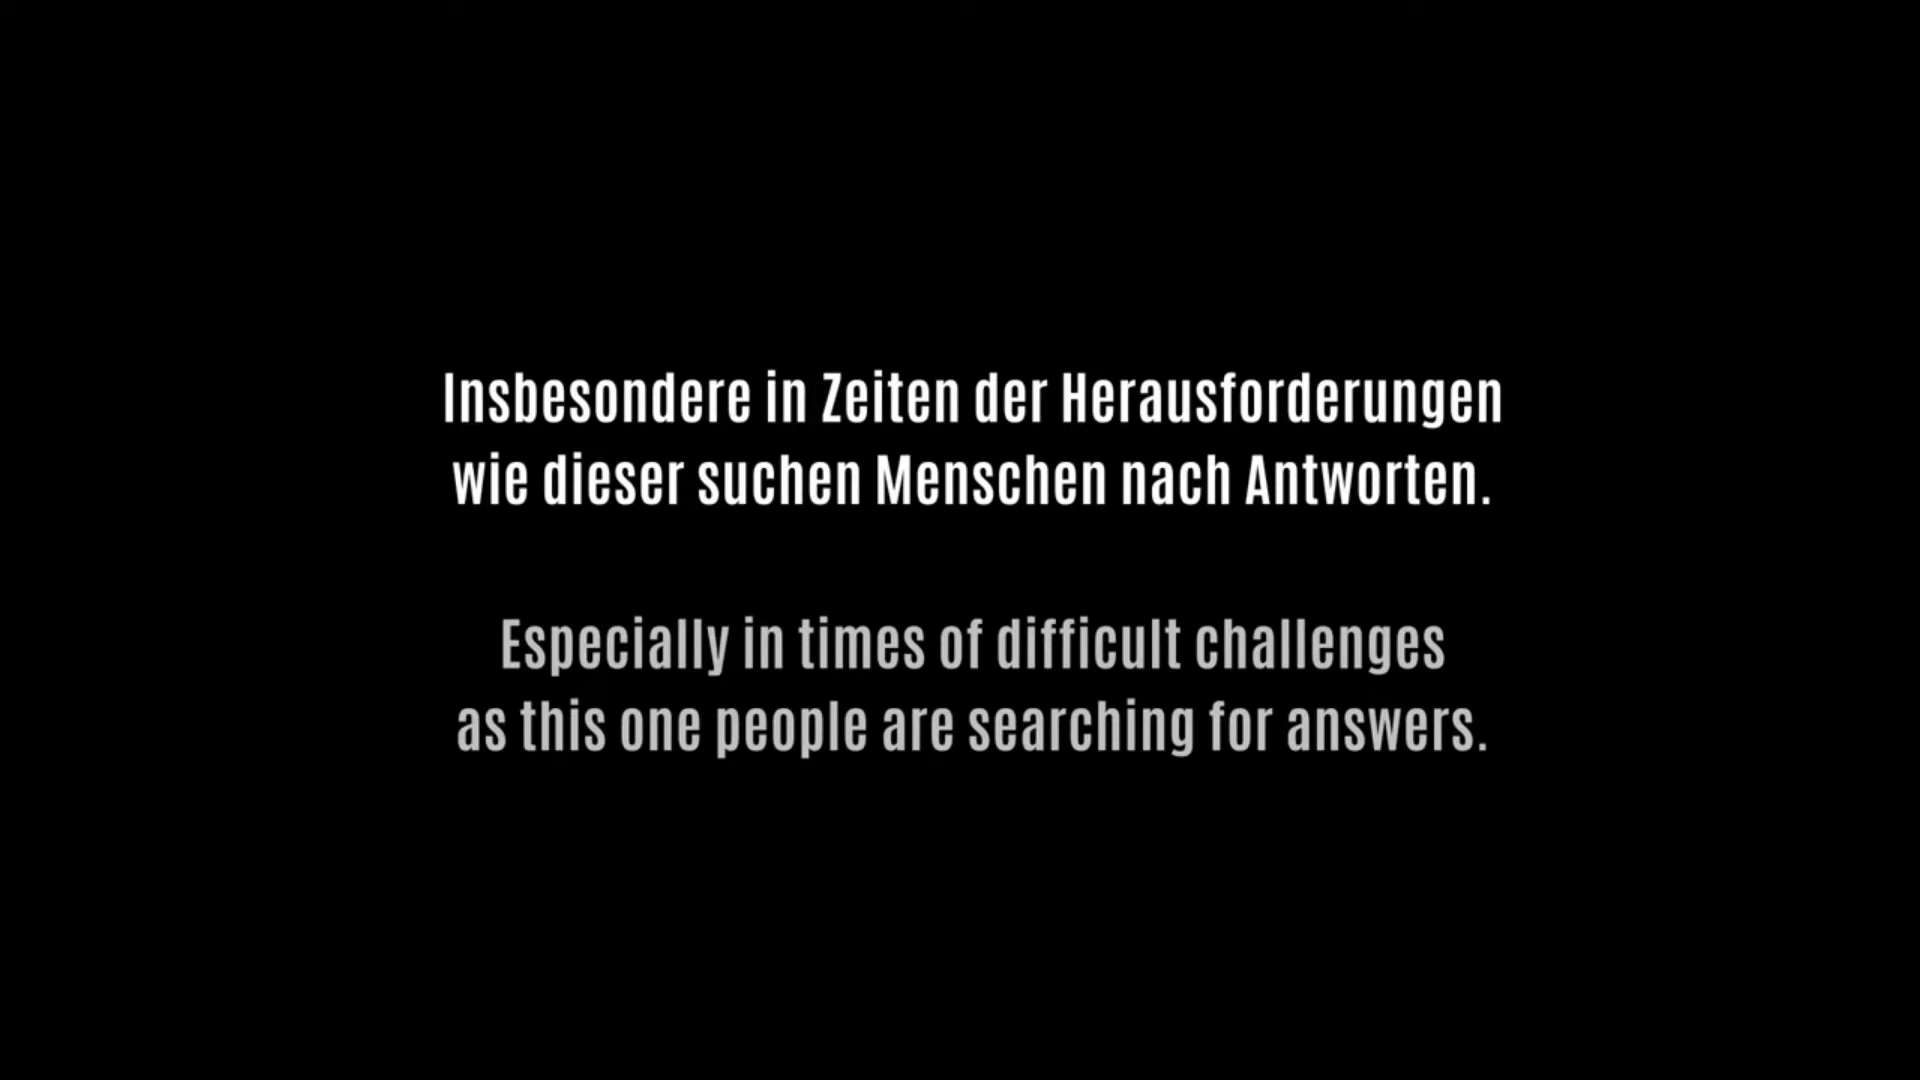 Insbesondere in Zeiten der Herausforderungen
wie dieser suchen Menschen nach Antworten.
Especially in times of difficult challenges
as this one people are searching for answers.